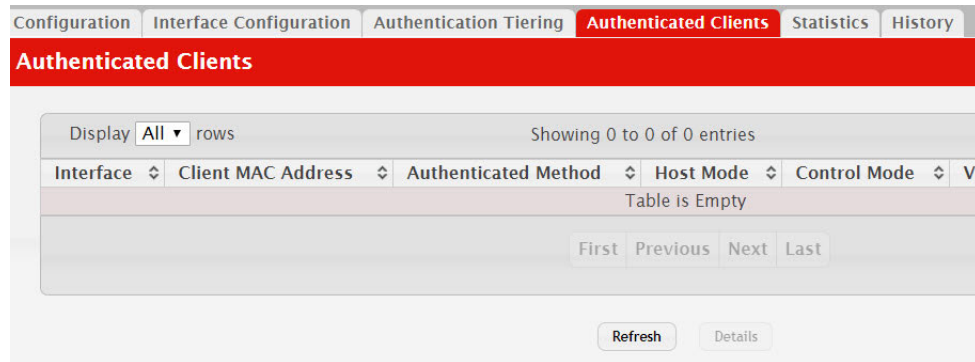 Configuration Interface Configuration Authentication Tiering Authenticated Clients Statistics History
Authenticated Clients
Display All rows Showing 0 to 0 of 0 entries
Interface Client MAC Address Authenticated Method Host Mode Control Mode V
Table is Empty
First Previous Next Last
Refresh Details